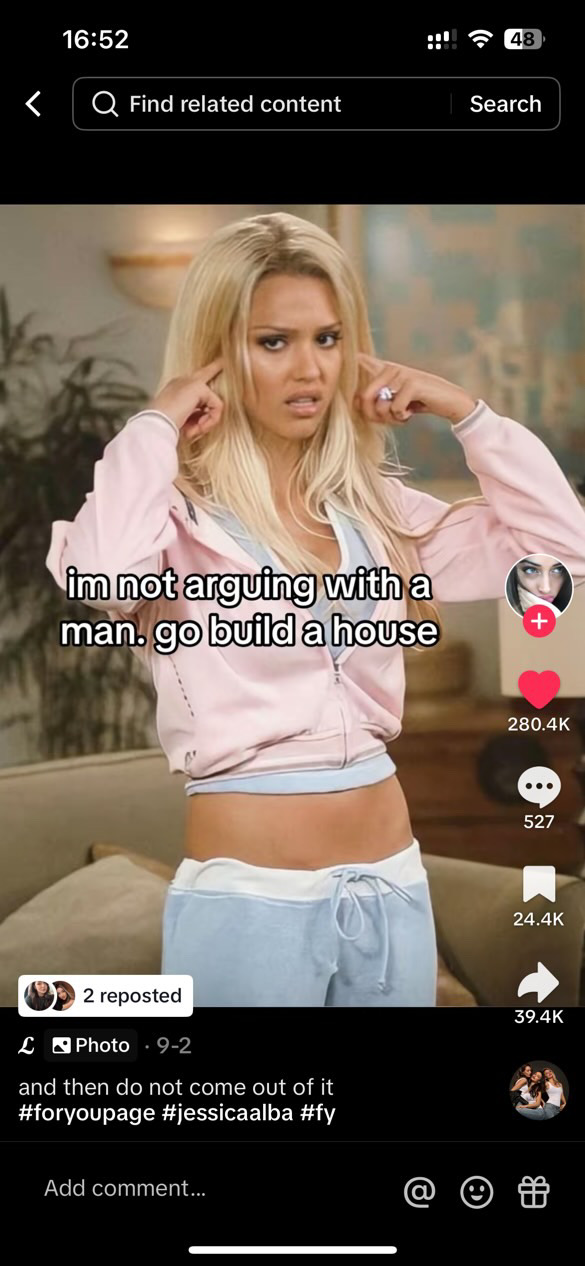 16:52
48
Find related content
Search
im not arguing with a
man. go build a house
280.4K
527
24.4K
39.4K
2 reposted
ℒ Photo · 9-2
and then do not come out of it
#foryoupage #jessicaalba #fy
Add comment...
@